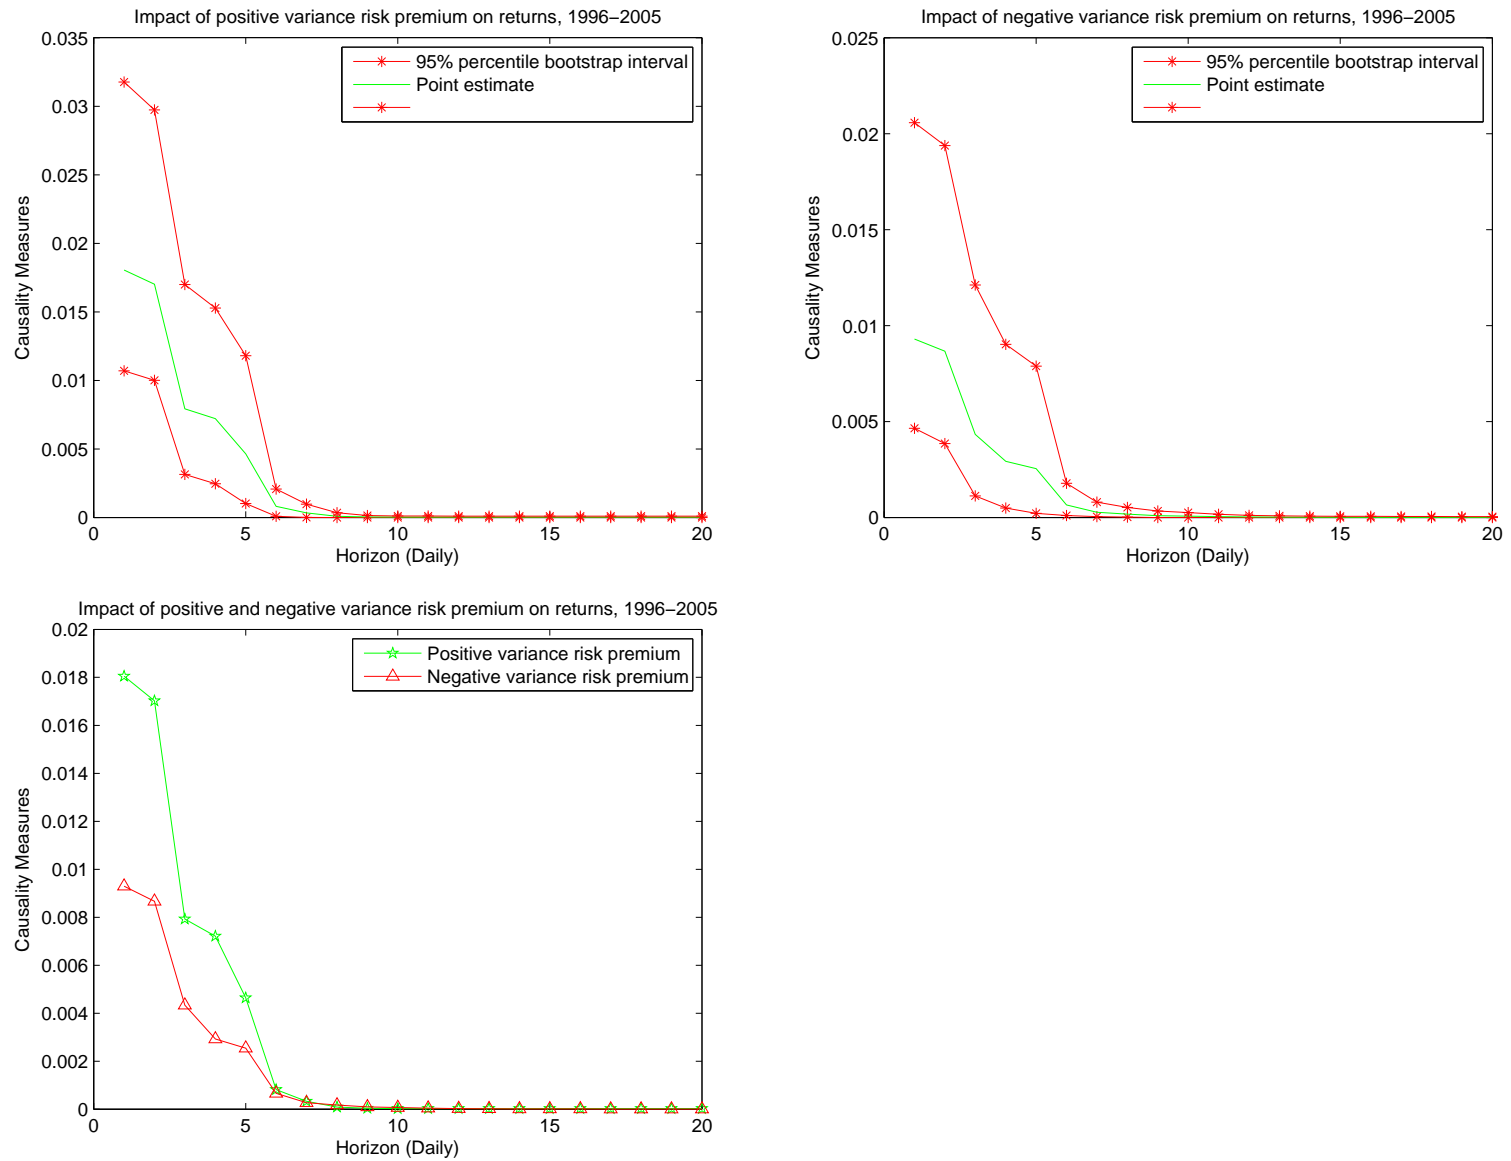 Impact of positive variance risk premium on returns, 1996−2005
0.035
0.03
0.025
0.02
0.015
0.01
0.005
0
Causality Measures
95% percentile bootstrap interval
Point estimate
0 5 10 15 20
Horizon (Daily)
Impact of negative variance risk premium on returns, 1996−2005
0.025
0.02
0.015
0.01
0.005
0
Causality Measures
95% percentile bootstrap interval
Point estimate
0 5 10 15 20
Horizon (Daily)
Impact of positive and negative variance risk premium on returns, 1996−2005
0.02
0.018
0.016
0.014
0.012
0.01
0.008
0.006
0.004
0.002
0
Causality Measures
Positive variance risk premium
Negative variance risk premium
0 5 10 15 20
Horizon (Daily)